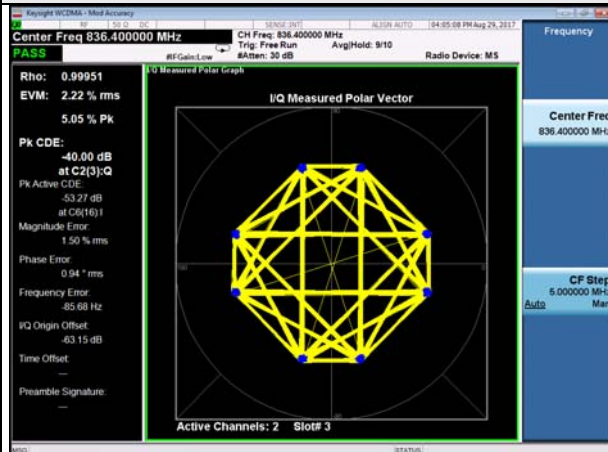 Keysight WCDMA - Mod Accuracy
RF 50 Ω DC SENSE:INT ALIGN AUTO 04:05:08 PM Aug 29, 2017
Center Freq 836.400000 MHz
CH Freq: 836.400000 MHz
Trig: Free Run Avg|Hold: 9/10
PASS
#IFGain:Low
#Atten: 30 dB
Radio Device: MS
Rho: 0.99951
EVM: 2.22 % rms
5.05 % Pk
Pk CDE:
-40.00 dB
at C2(3):Q
Pk Active CDE:
-53.27 dB
at C6(16):I
Magnitude Error:
1.50 % rms
Phase Error:
0.94 ° rms
Frequency Error:
-85.68 Hz
I/Q Origin Offset:
-63.15 dB
Time Offset:
---
Preamble Signature:
---
I/Q Measured Polar Graph
I/Q Measured Polar Vector
90
180
0
-90
Active Channels: 2 Slot# 3
Frequency
Center Freq
836.400000 MHz
CF Step
5.000000 MHz
Auto Man
MSG STATUS